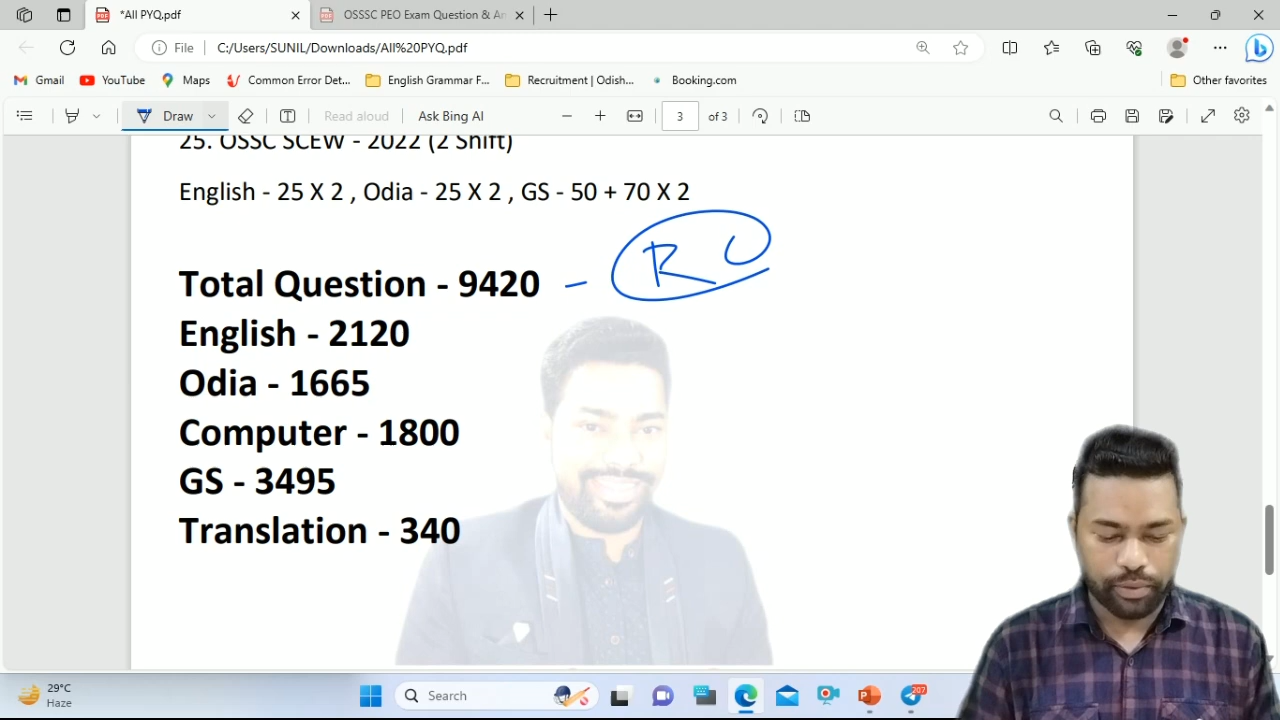 *All PYQ.pdf
OSSSC PEO Exam Question & An
File
C:/Users/SUNIL/Downloads/All%20PYQ.pdf
Gmail
YouTube
Maps
Common Error Det...
English Grammar F...
Recruitment | Odish...
Booking.com
Other favorites
Draw
Read aloud
Ask Bing AI
3
of 3
25. OSSC SCEW - 2022 (2 Shift)
English - 25 X 2 , Odia - 25 X 2 , GS - 50 + 70 X 2
Total Question - 9420
English - 2120
Odia - 1665
Computer - 1800
GS - 3495
Translation - 340
29°C
Haze
Search
207